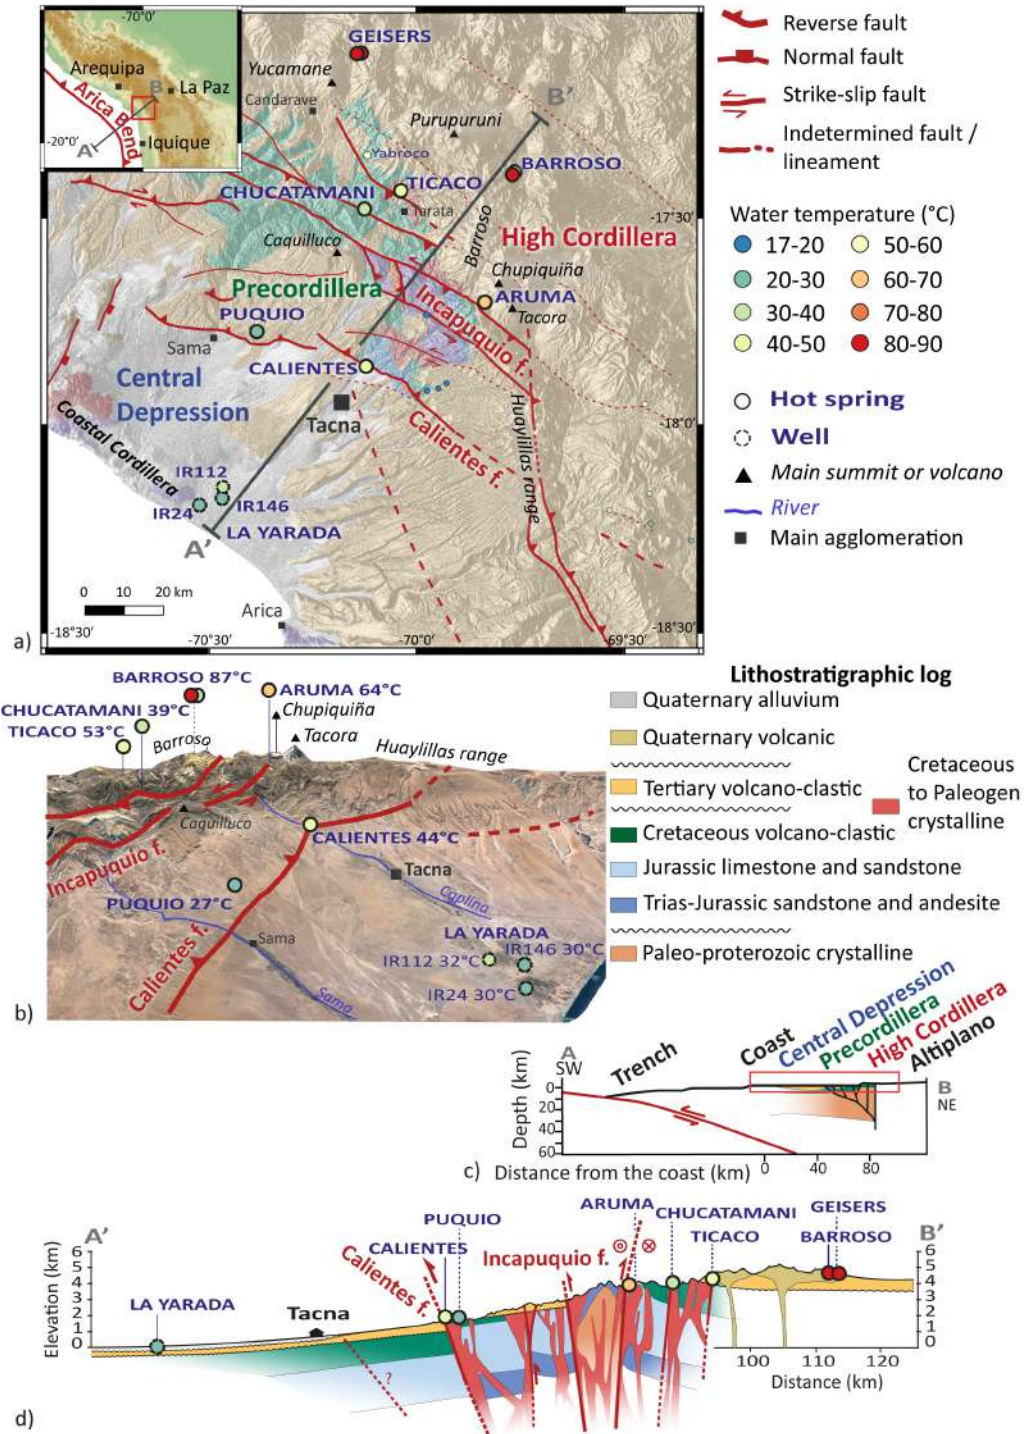 -70°0'
Arequipa
La Paz
B
Arica Bend
-20°0'
A
Iquique
GEISERS
Yucamane
Candarave
B'
Purupuruni
Yabroco
BARROSO
TICACO
CHUCATAMANI
Tarata
-17°30'
Caquilluco
Barroso
High Cordillera
Chupiquiña
Precordillera
ARUMA
Tacora
PUQUIO
Incapuquio f.
Sama
CALIENTES
Central
Depression
Tacna
Calientes f.
Huaylillas range
-18°0'
Coastal Cordillera
IR112
IR146
IR24
LA YARADA
A'
0 10 20 km
Arica
-18°30'
-18°30'
-70°30'
-70°0'
-69°30'
a)
Reverse fault
Normal fault
Strike-slip fault
Indetermined fault /
lineament
Water temperature (°C)
17-20
50-60
20-30
60-70
30-40
70-80
40-50
80-90
Hot spring
Well
Main summit or volcano
River
Main agglomeration
BARROSO 87°C
ARUMA 64°C
CHUCATAMANI 39°C
Chupiquiña
TICACO 53°C
Barroso
Tacora
Huaylillas range
Caquilluco
CALIENTES 44°C
Incapuquio f.
Tacna
PUQUIO 27°C
Caplina
Calientes f.
Sama
LA YARADA
IR112 32°C
IR146 30°C
IR24 30°C
Sama
b)
Lithostratigraphic log
Quaternary alluvium
Quaternary volcanic
Tertiary volcano-clastic
Cretaceous
to Paleogen
crystalline
Cretaceous volcano-clastic
Jurassic limestone and sandstone
Trias-Jurassic sandstone and andesite
Paleo-proterozoic crystalline
A
SW
Trench
Coast
Central Depression
Precordillera
High Cordillera
Altiplano
B
NE
Depth (km)
0
20
40
60
c)
Distance from the coast (km)
0 40 80
A'
B'
Elevation (km)
6
5
4
3
2
1
0
LA YARADA
Tacna
Calientes f.
CALIENTES
PUQUIO
Incapuquio f.
ARUMA
CHUCATAMANI
TICACO
GEISERS
BARROSO
?
6
5
4
3
2
1
0
100 110 120
Distance (km)
d)